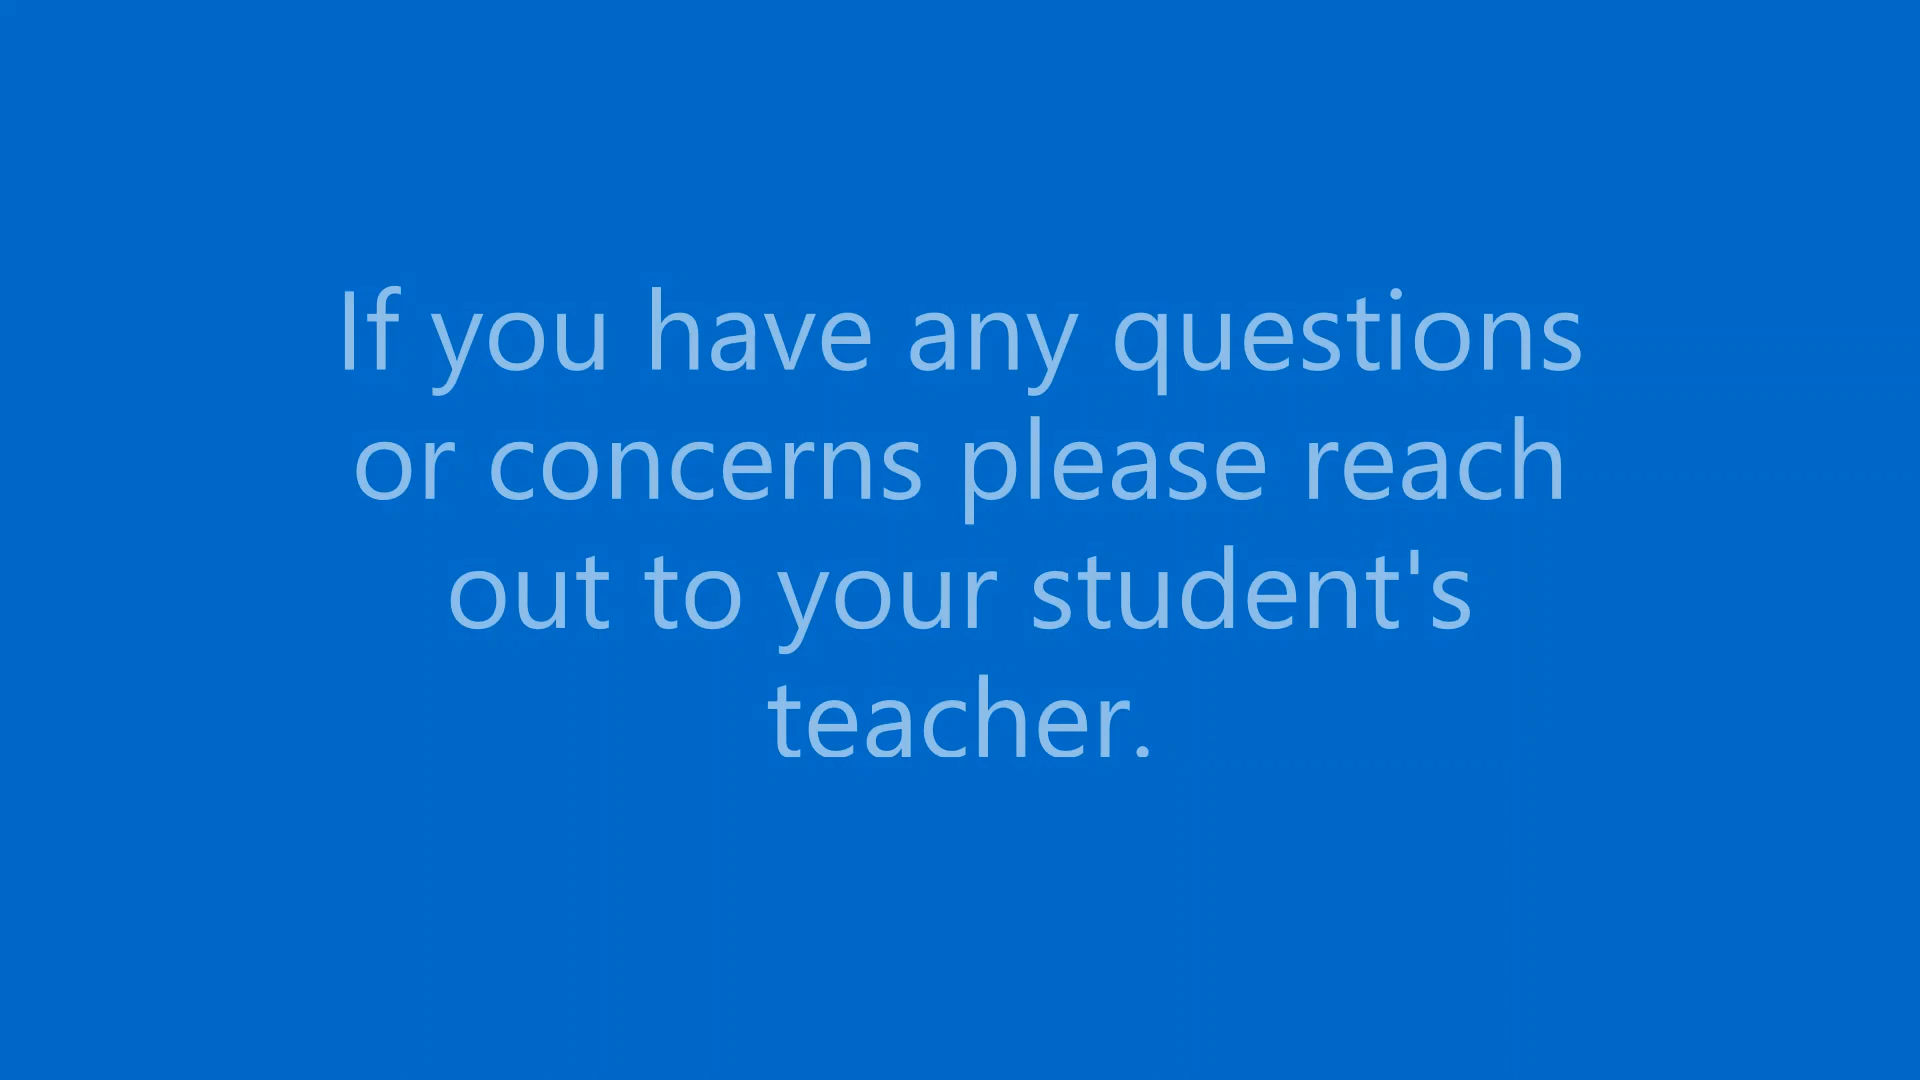 If you have any questions
or concerns please reach
out to your student's
teacher.